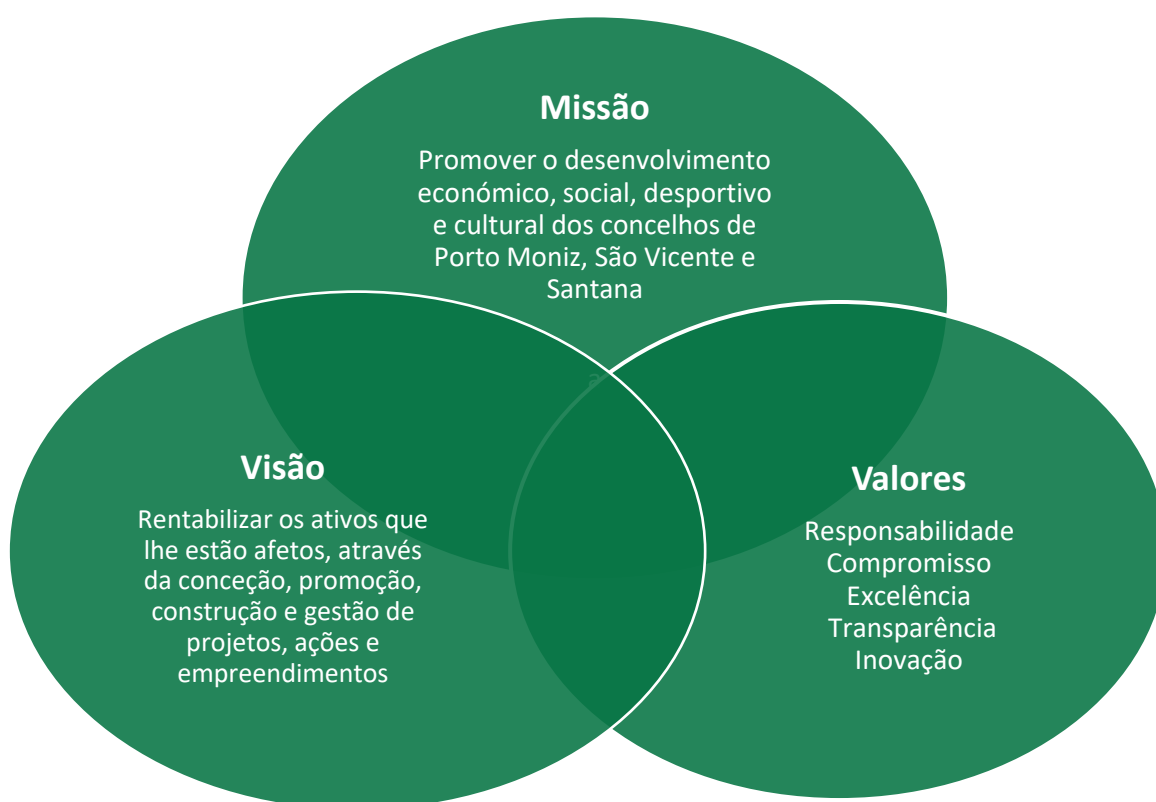 Missão
Promover o desenvolvimento
económico, social, desportivo
e cultural dos concelhos de
Porto Moniz, São Vicente e
Santana
Visão
Rentabilizar os ativos que
lhe estão afetos, através
da conceção, promoção,
construção e gestão de
projetos, ações e
empreendimentos
Valores
Responsabilidade
Compromisso
Excelência
Transparência
Inovação